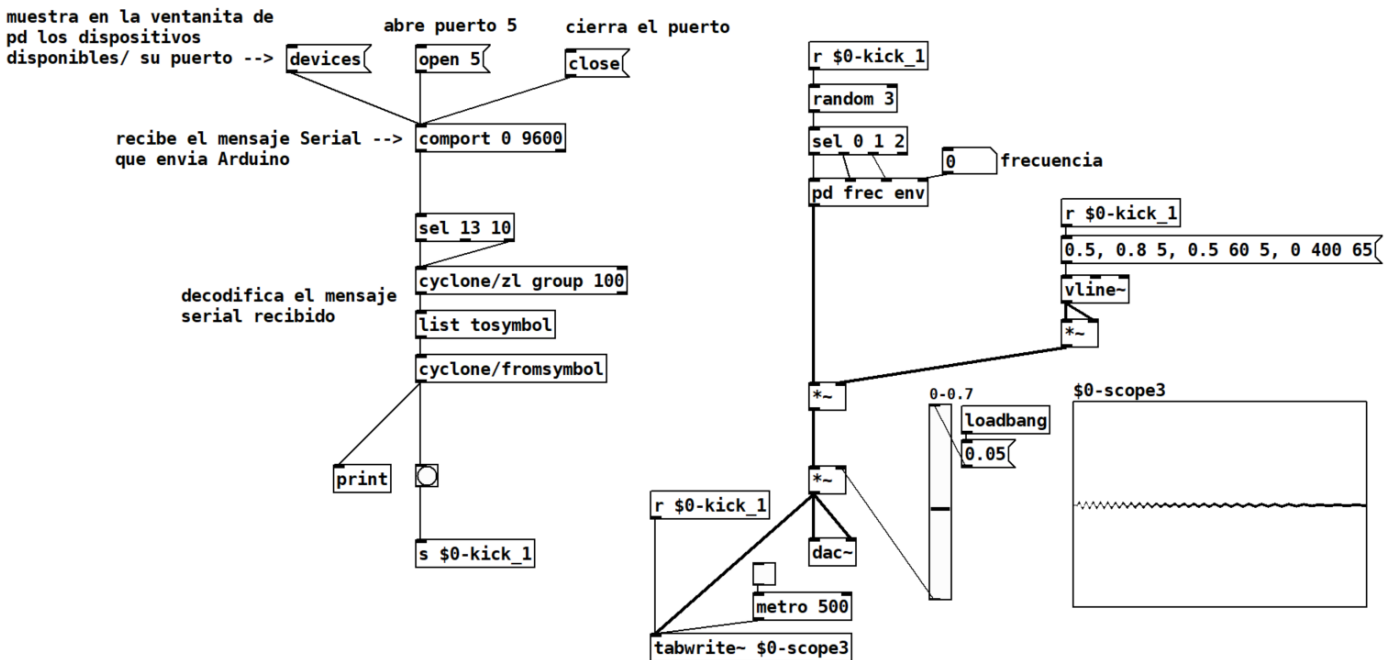 muestra en la ventanita de
pd los dispositivos
disponibles/ su puerto -->
devices
abre puerto 5
open 5
cierra el puerto
close
recibe el mensaje Serial -->
que envia Arduino
comport 0 9600
sel 13 10
cyclone/zl group 100
decodifica el mensaje
serial recibido
list tosymbol
cyclone/fromsymbol
print
s $0-kick_1
r $0-kick_1
random 3
sel 0 1 2
0
frecuencia
pd frec env
r $0-kick_1
0.5, 0.8 5, 0.5 60 5, 0 400 65
vline~
*~
*~
0-0.7
loadbang
0.05
*~
r $0-kick_1
dac~
metro 500
tabwrite~ $0-scope3
$0-scope3